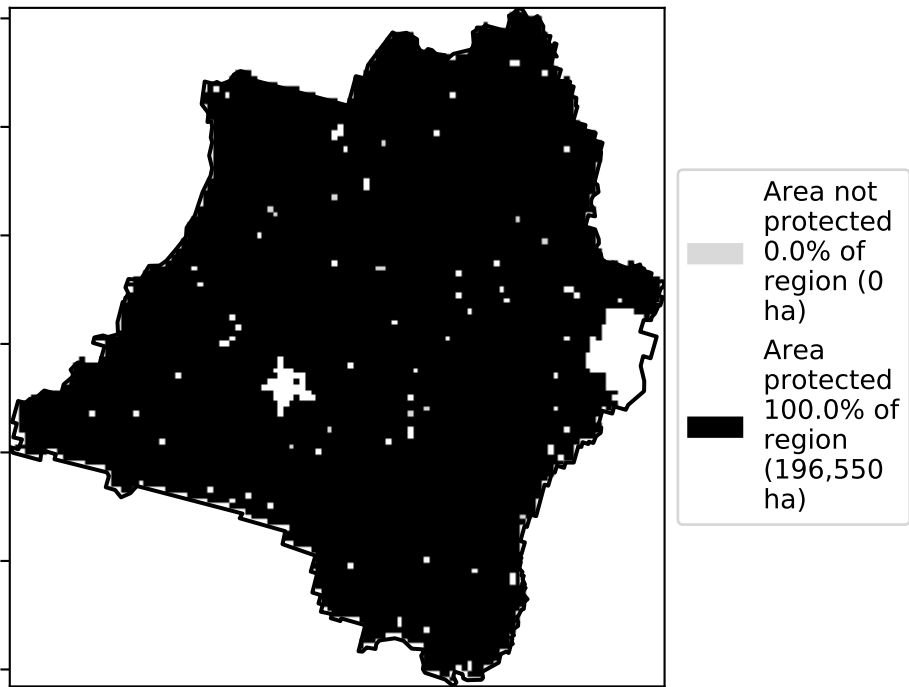 Area not
protected
0.0% of
region (0
ha)
Area
protected
100.0% of
region
(196,550
ha)